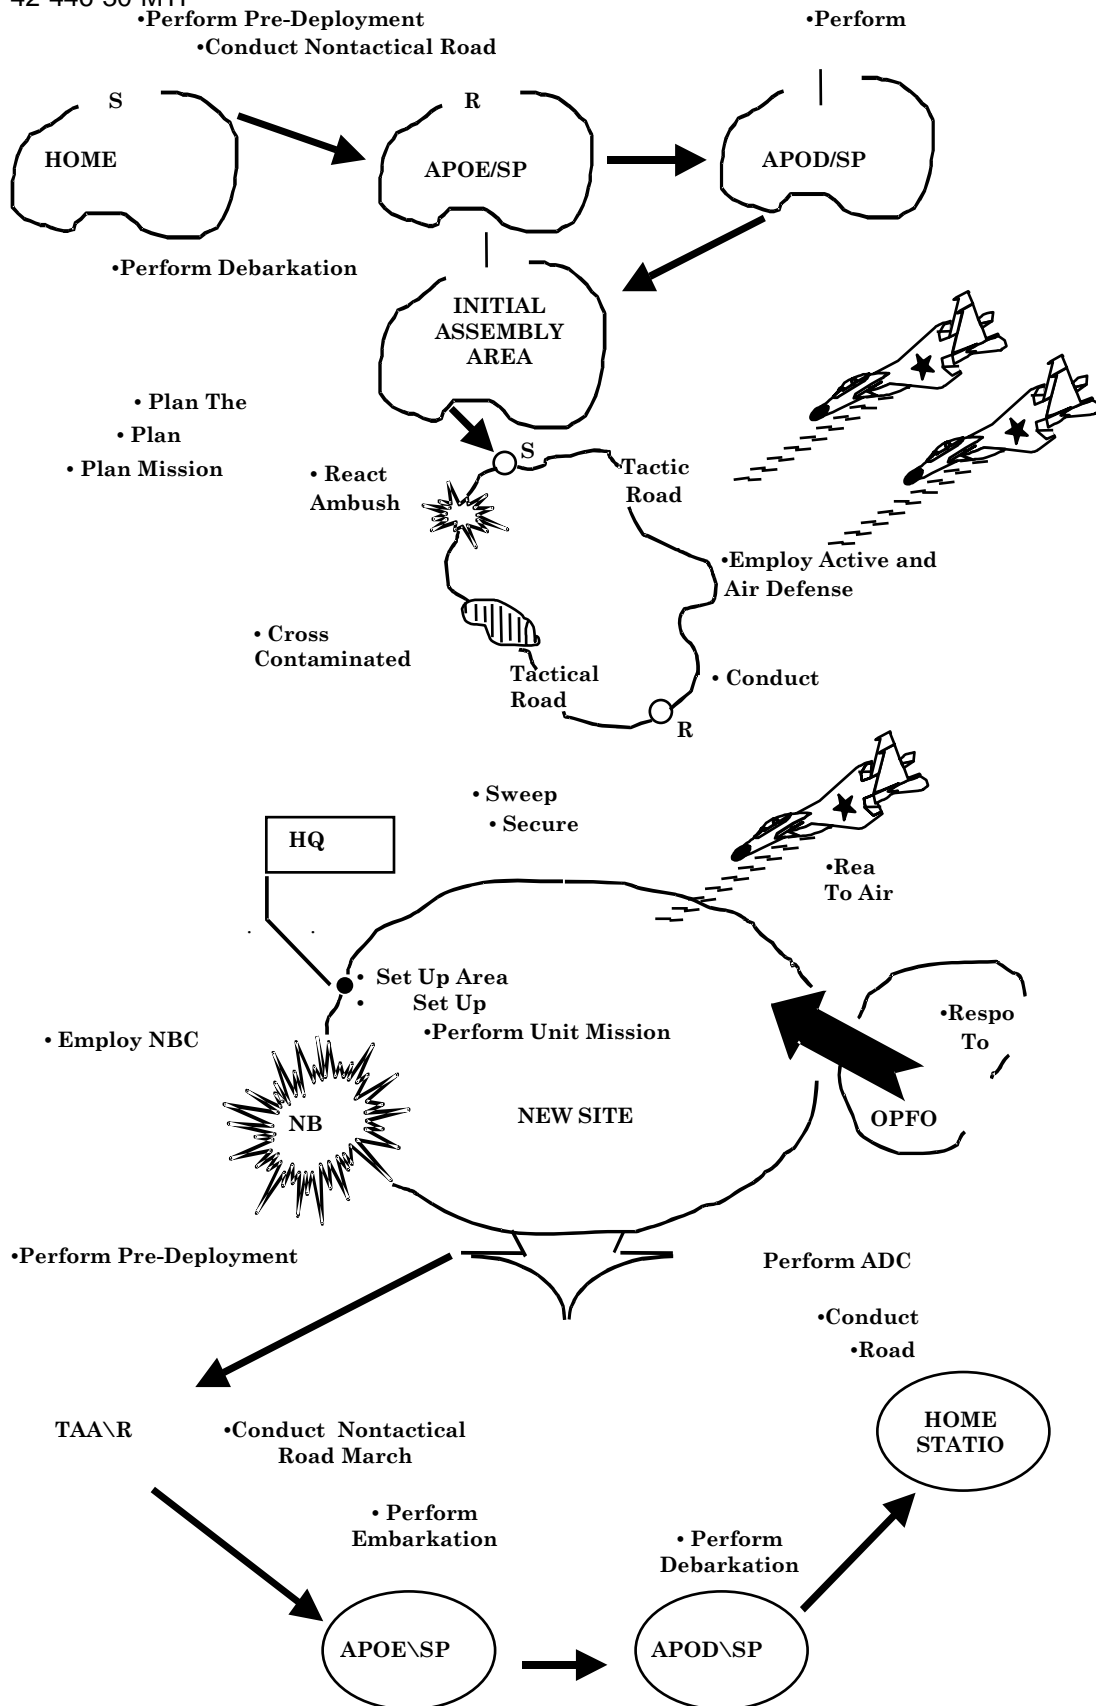 •Perform Pre-Deployment
•Conduct Nontactical Road
•Perform
S
R
HOME
APOE/SP
APOD/SP
•Perform Debarkation
INITIAL
ASSEMBLY
AREA
• Plan The
• Plan
• Plan Mission
• React
Ambush
S
Tactic
Road
•Employ Active and
Air Defense
• Cross
Contaminated
Tactical
Road
• Conduct
R
• Sweep
• Secure
HQ
•Rea
To Air
• Set Up Area
• Set Up
•Perform Unit Mission
• Employ NBC
•Respo
To
NB
NEW SITE
OPFO
•Perform Pre-Deployment
Perform ADC
•Conduct
•Road
TAA\R
•Conduct Nontactical
Road March
HOME
STATIO
• Perform
Embarkation
• Perform
Debarkation
APOE\SP
APOD\SP